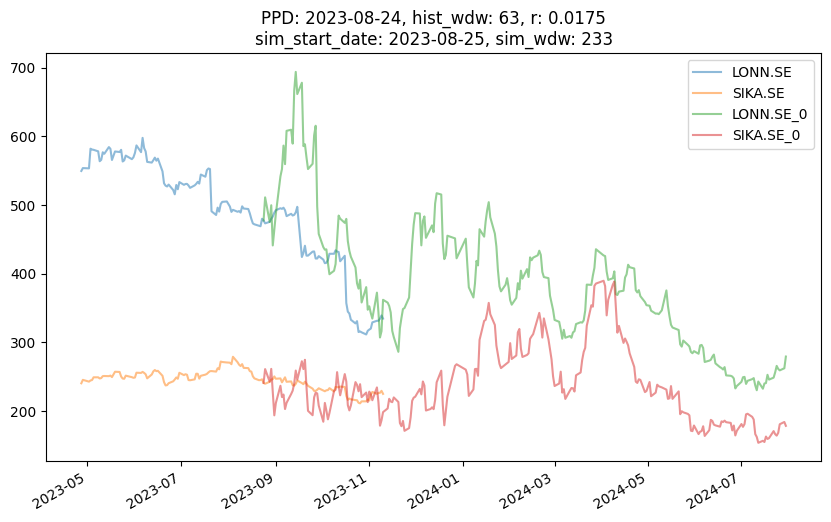 PPD: 2023-08-24, hist_wdw: 63, r: 0.0175
sim_start_date: 2023-08-25, sim_wdw: 233
LONN.SE
SIKA.SE
LONN.SE_0
SIKA.SE_0
700
600
500
400
300
200
2023-05
2023-07
2023-09
2023-11
2024-01
2024-03
2024-05
2024-07